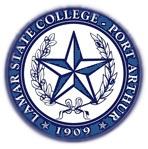 LAMAR STATE COLLEGE - PORT ARTHUR
1909